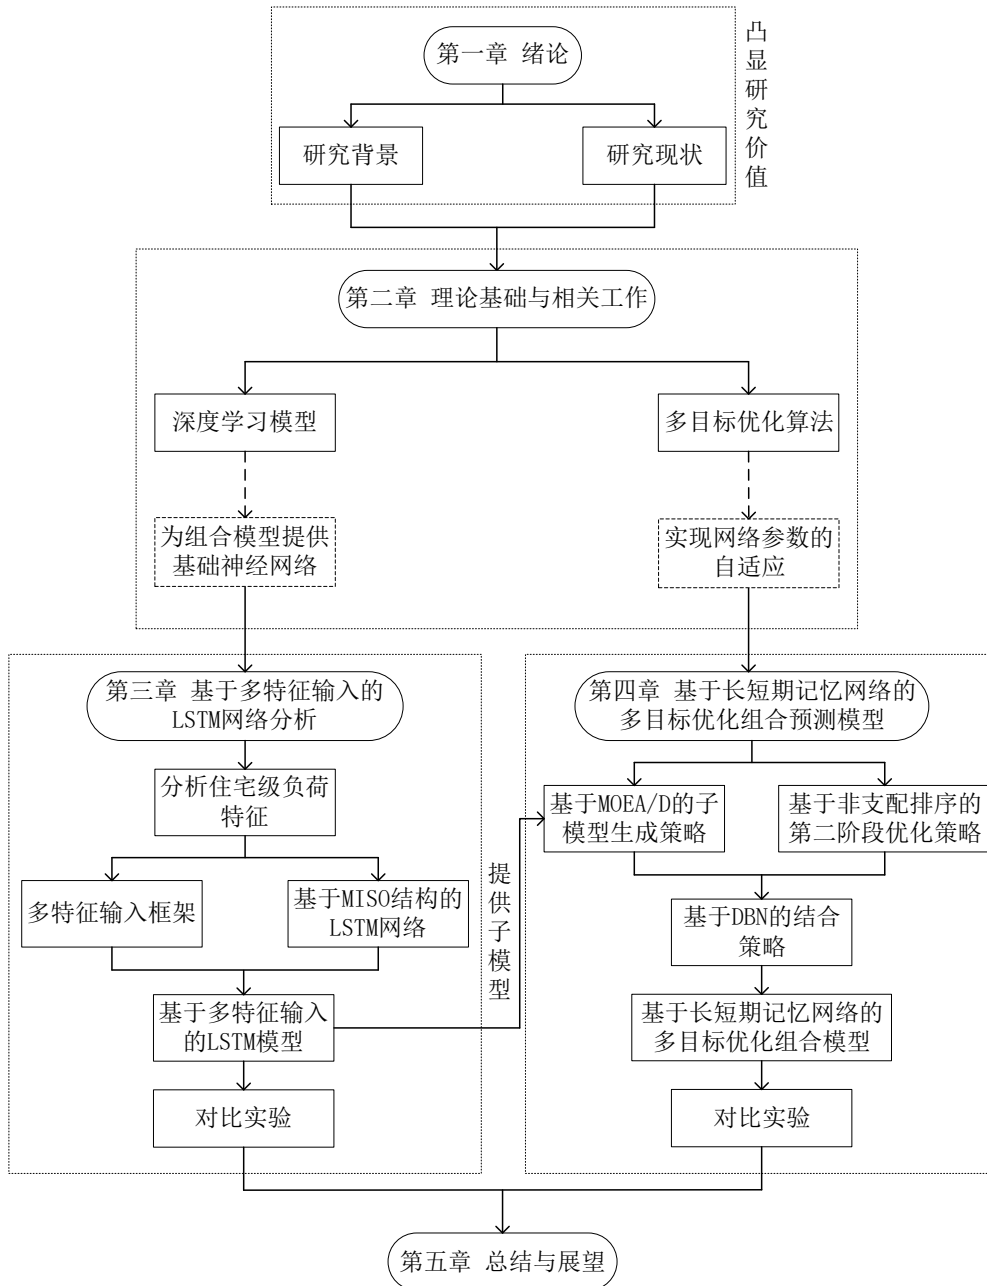 第一章 绪论
研究背景
研究现状
凸显研究价值
第二章 理论基础与相关工作
深度学习模型
多目标优化算法
为组合模型提供
基础神经网络
实现网络参数的
自适应
第三章 基于多特征输入的
LSTM网络分析
分析住宅级负荷
特征
多特征输入框架
基于MISO结构的
LSTM网络
基于多特征输入
的LSTM模型
对比实验
提供子模型
第四章 基于长短期记忆网络的
多目标优化组合预测模型
基于MOEA/D的子
模型生成策略
基于非支配排序的
第二阶段优化策略
基于DBN的结合
策略
基于长短期记忆网络的
多目标优化组合模型
对比实验
第五章 总结与展望